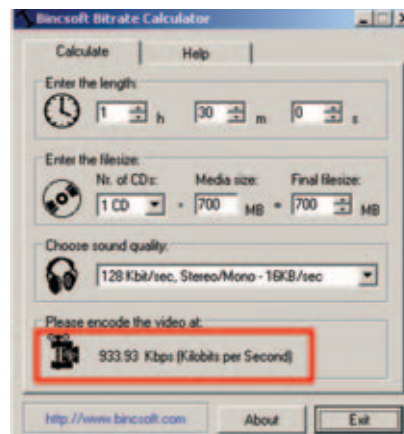 Bincsoft Bitrate Calculator
Calculate Help
Enter the length:
1 h 30 m 0 s
Enter the filesize:
Nr. of CDs: Media size: Final filesize:
1 CD 700 MB = 700 MB
Choose sound quality:
128 Kbit/sec, Stereo/Mono - 16KB/sec
Please encode the video at:
933.93 Kbps (Kilobits per Second)
http://www.bincsoft.com About Exit